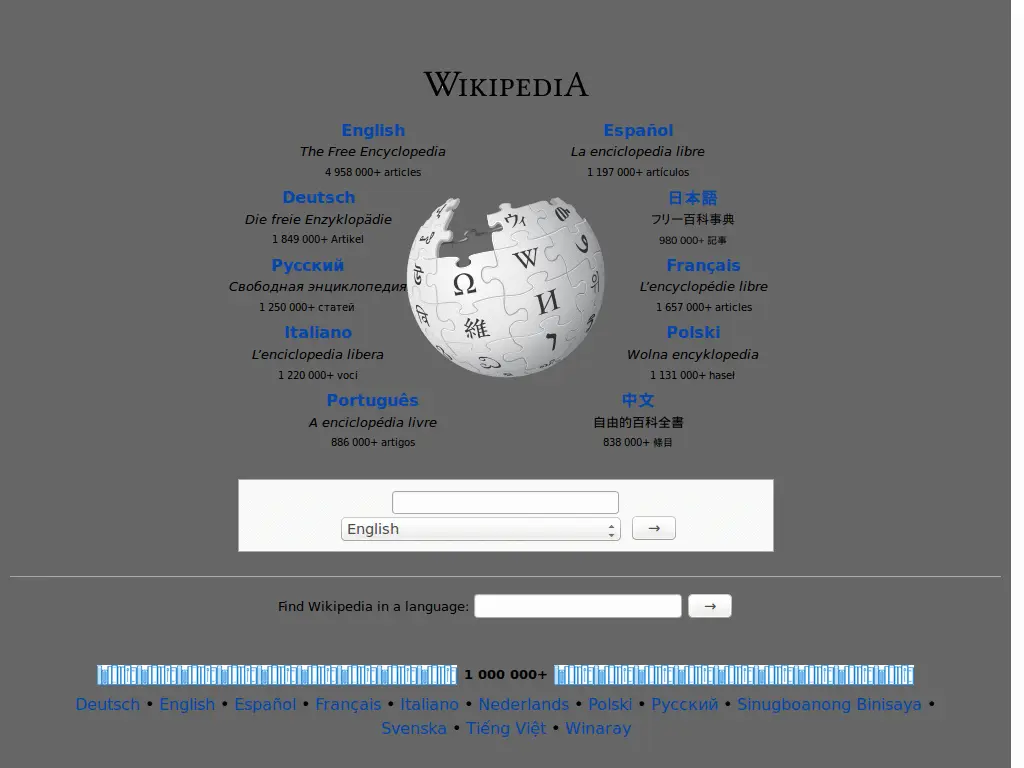 WIKIPEDIA
English
The Free Encyclopedia
4 958 000+ articles
Español
La enciclopedia libre
1 197 000+ artículos
Deutsch
Die freie Enzyklopädie
1 849 000+ Artikel
日本語
フリー百科事典
980 000+ 記事
Русский
Свободная энциклопедия
1 250 000+ статей
Français
L'encyclopédie libre
1 657 000+ articles
Italiano
L'enciclopedia libera
1 220 000+ voci
Polski
Wolna encyklopedia
1 131 000+ haseł
Português
A enciclopédia livre
886 000+ artigos
中文
自由的百科全書
838 000+ 條目
ウィ
W
Ω
И
維
English
→
Find Wikipedia in a language: →
1 000 000+
Deutsch • English • Español • Français • Italiano • Nederlands • Polski • Русский • Sinugboanong Binisaya •
Svenska • Tiếng Việt • Winaray